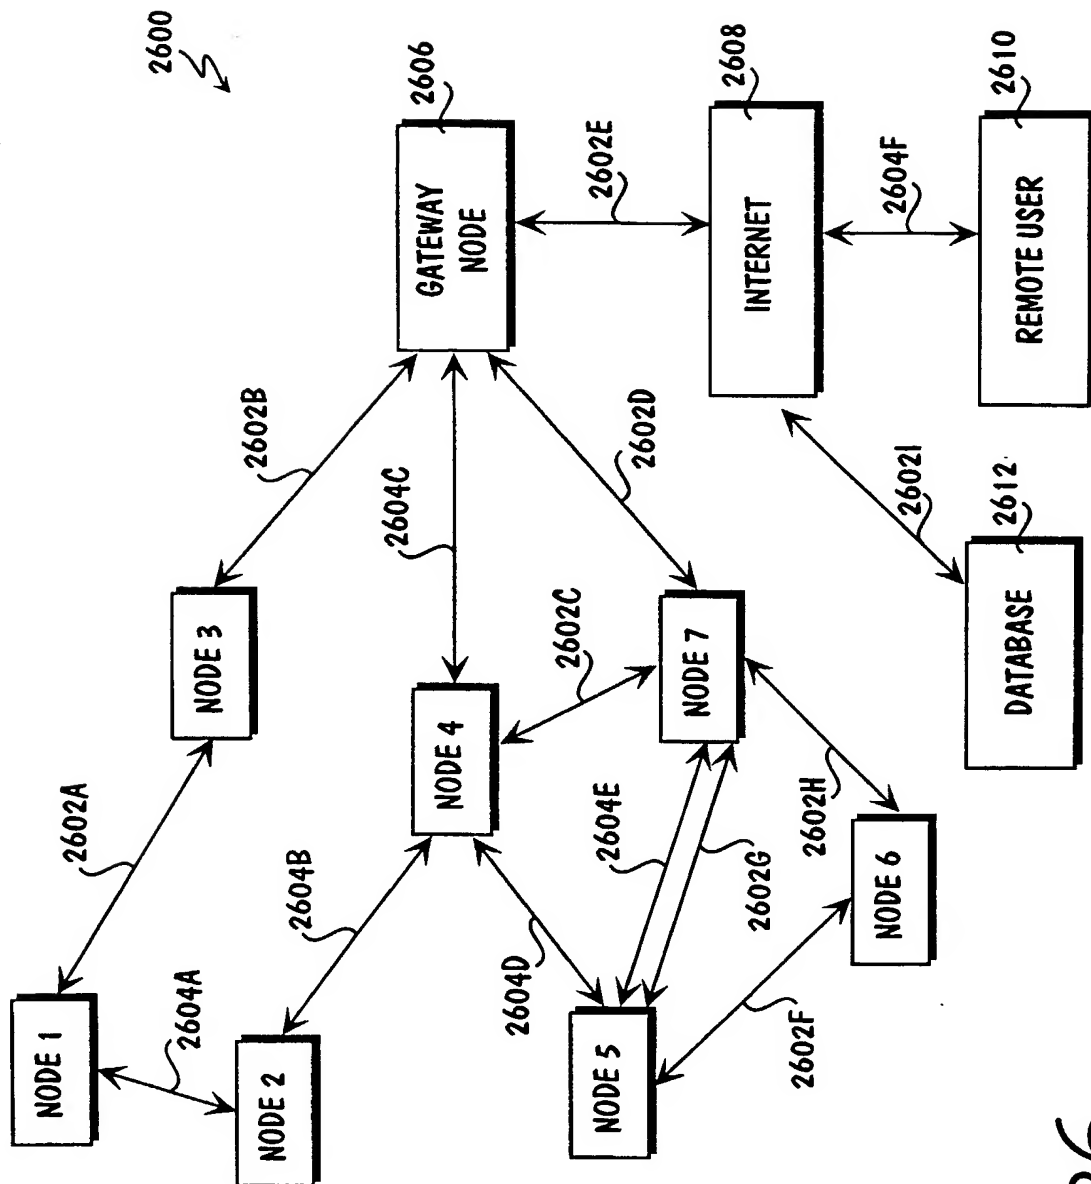 2600
NODE 1
2602A
NODE 3
2602B
GATEWAY
NODE
2606
2604A
NODE 2
2604B
NODE 4
2604C
2602E
2604D
NODE 5
2604E
2602C
NODE 7
2602D
INTERNET
2608
2602G
2602F
2602H
NODE 6
2604F
2602I
DATABASE
2612
REMOTE USER
2610